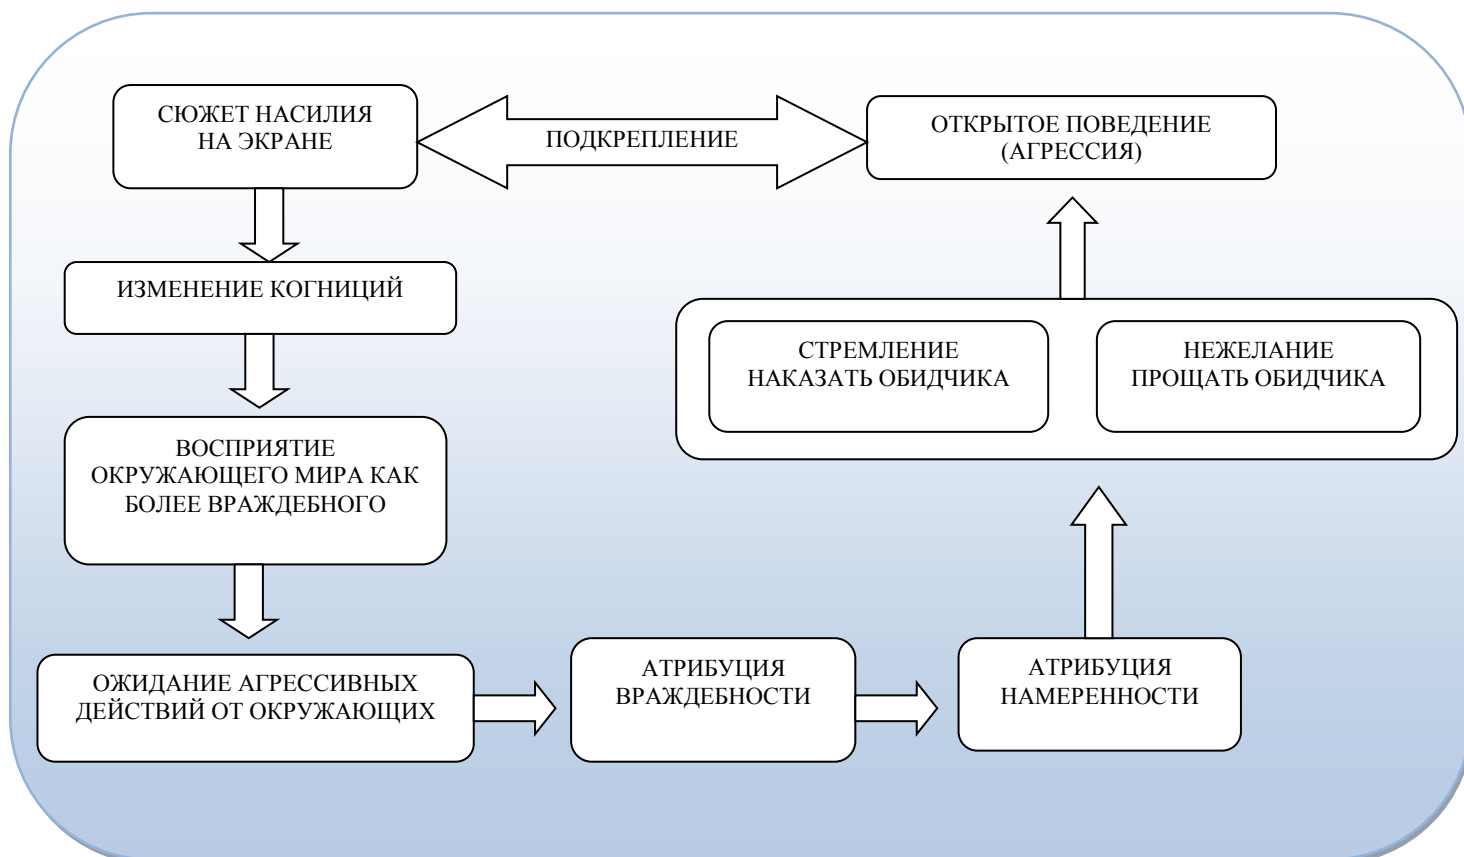 СЮЖЕТ НАСИЛИЯ
НА ЭКРАНЕ
ПОДКРЕПЛЕНИЕ
ОТКРЫТОЕ ПОВЕДЕНИЕ
(АГРЕССИЯ)
ИЗМЕНЕНИЕ КОГНИЦИЙ
СТРЕМЛЕНИЕ
НАКАЗАТЬ ОБИДЧИКА
НЕЖЕЛАНИЕ
ПРОЩАТЬ ОБИДЧИКА
ВОСПРИЯТИЕ
ОКРУЖАЮЩЕГО МИРА КАК
БОЛЕЕ ВРАЖДЕБНОГО
ОЖИДАНИЕ АГРЕССИВНЫХ
ДЕЙСТВИЙ ОТ ОКРУЖАЮЩИХ
АТРИБУЦИЯ
ВРАЖДЕБНОСТИ
АТРИБУЦИЯ
НАМЕРЕННОСТИ